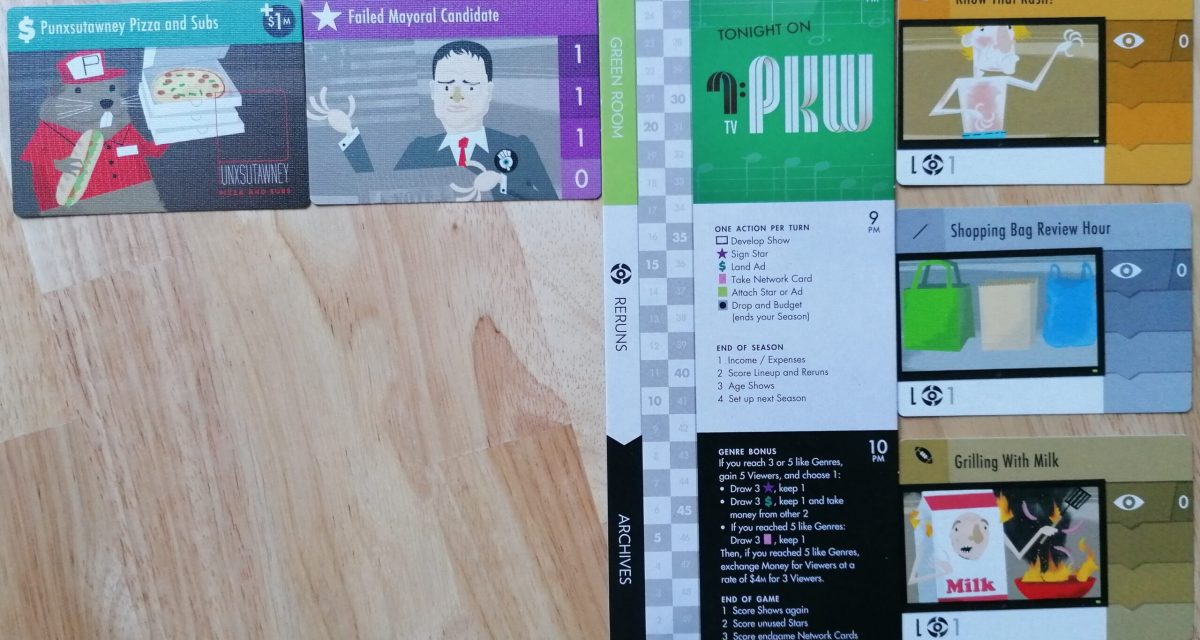 Punxsutawney Pizza and Subs
+$1M
P
UNXSUTAWNEY
PIZZA AND SUBS
Failed Mayoral Candidate
1
1
1
0
GREEN ROOM
RERUNS
ARCHIVES
30
20
35
15
40
10
45
5
TONIGHT ON
TV
PKW
9
PM
ONE ACTION PER TURN
Develop Show
Sign Star
$ Land Ad
Take Network Card
Attach Star or Ad
Drop and Budget
(ends your Season)
END OF SEASON
1 Income / Expenses
2 Score Lineup and Reruns
3 Age Shows
4 Set up next Season
10
PM
GENRE BONUS
If you reach 3 or 5 like Genres,
gain 5 Viewers, and choose 1:
• Draw 3 ★, keep 1
• Draw 3 $, keep 1 and take
money from other 2
• If you reached 5 like Genres:
Draw 3 , keep 1
Then, if you reached 5 like Genres,
exchange Money for Viewers at a
rate of $4M for 3 Viewers.
END OF GAME
1 Score Shows again
2 Score unused Stars
3 Score endgame Network Cards
Know That Rash?
0
1
Shopping Bag Review Hour
0
1
Grilling With Milk
0
Milk
1